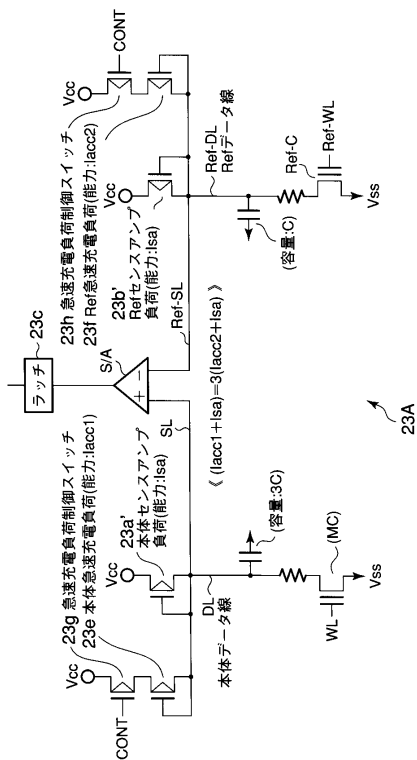 23g 急速充電負荷制御スイッチ
23e 本体急速充電負荷(能力:Iacc1)
Vcc
CONT
Vcc
23a'
本体センスアンプ
負荷(能力:Isa)
SL
DL
本体データ線
(容量:3C)
WL
(MC)
Vss
ラッチ
23c
S/A
+
−
《 (Iacc1+Isa)=3(Iacc2+Isa) 》
23h 急速充電負荷制御スイッチ
23f Ref急速充電負荷(能力:Iacc2)
Vcc
CONT
Vcc
23b'
Refセンスアンプ
負荷(能力:Isa)
Ref-SL
Ref-DL
Refデータ線
(容量:C)
Ref-C
Ref-WL
Vss
23A